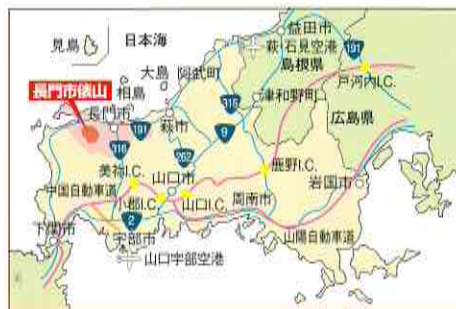 見島
日本海
益田市
萩・石見空港
191
島根県
戸河内I.C.
大島
阿武町
相島
長門市俵山
長門市
315
津和野町
広島県
191
萩市
9
316
262
鹿野I.C.
美祢I.C.
山口市
岩国市
中国自動車道
小郡I.C.
山口I.C.
周南市
2
下関市
宇部市
山陽自動車道
山口宇部空港